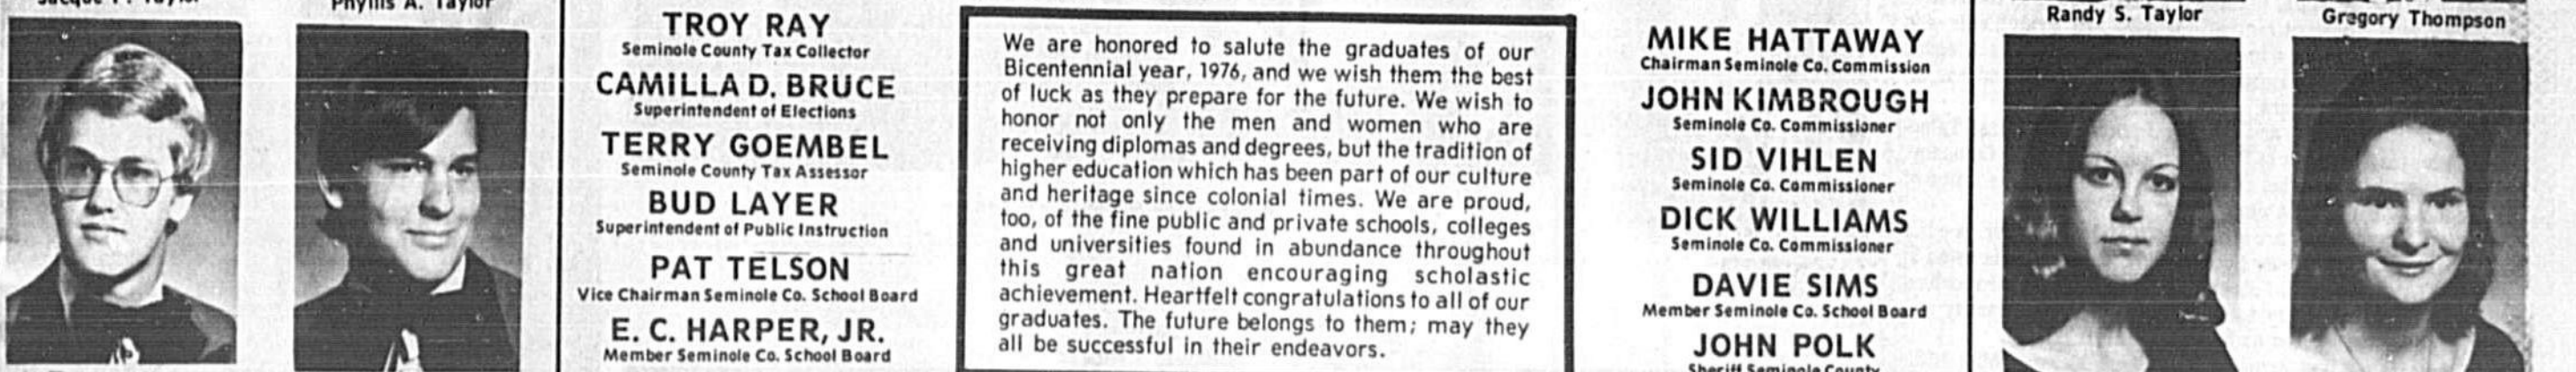 Phyllis A. Taylor
TROY RAY
Seminole County Tax Collector
CAMILLA D. BRUCE
Superintendent of Elections
TERRY GOEMBEL
Seminole County Tax Assessor
BUD LAYER
Superintendent of Public Instruction
PAT TELSON
Vice Chairman Seminole Co. School Board
E. C. HARPER, JR.
Member Seminole Co. School Board
We are honored to salute the graduates of our
Bicentennial year, 1976, and we wish them the best
of luck as they prepare for the future. We wish to
honor not only the men and women who are
receiving diplomas and degrees, but the tradition of
higher education which has been part of our culture
and heritage since colonial times. We are proud,
too, of the fine public and private schools, colleges
and universities found in abundance throughout
this great nation encouraging scholastic
achievement. Heartfelt congratulations to all of our
graduates. The future belongs to them; may they
all be successful in their endeavors.
MIKE HATTAWAY
Chairman Seminole Co. Commission
JOHN KIMBROUGH
Seminole Co. Commissioner
SID VIHLEN
Seminole Co. Commissioner
DICK WILLIAMS
Seminole Co. Commissioner
DAVIE SIMS
Member Seminole Co. School Board
JOHN POLK
Sheriff Seminole County
Randy S. Taylor
Gregory Thompson